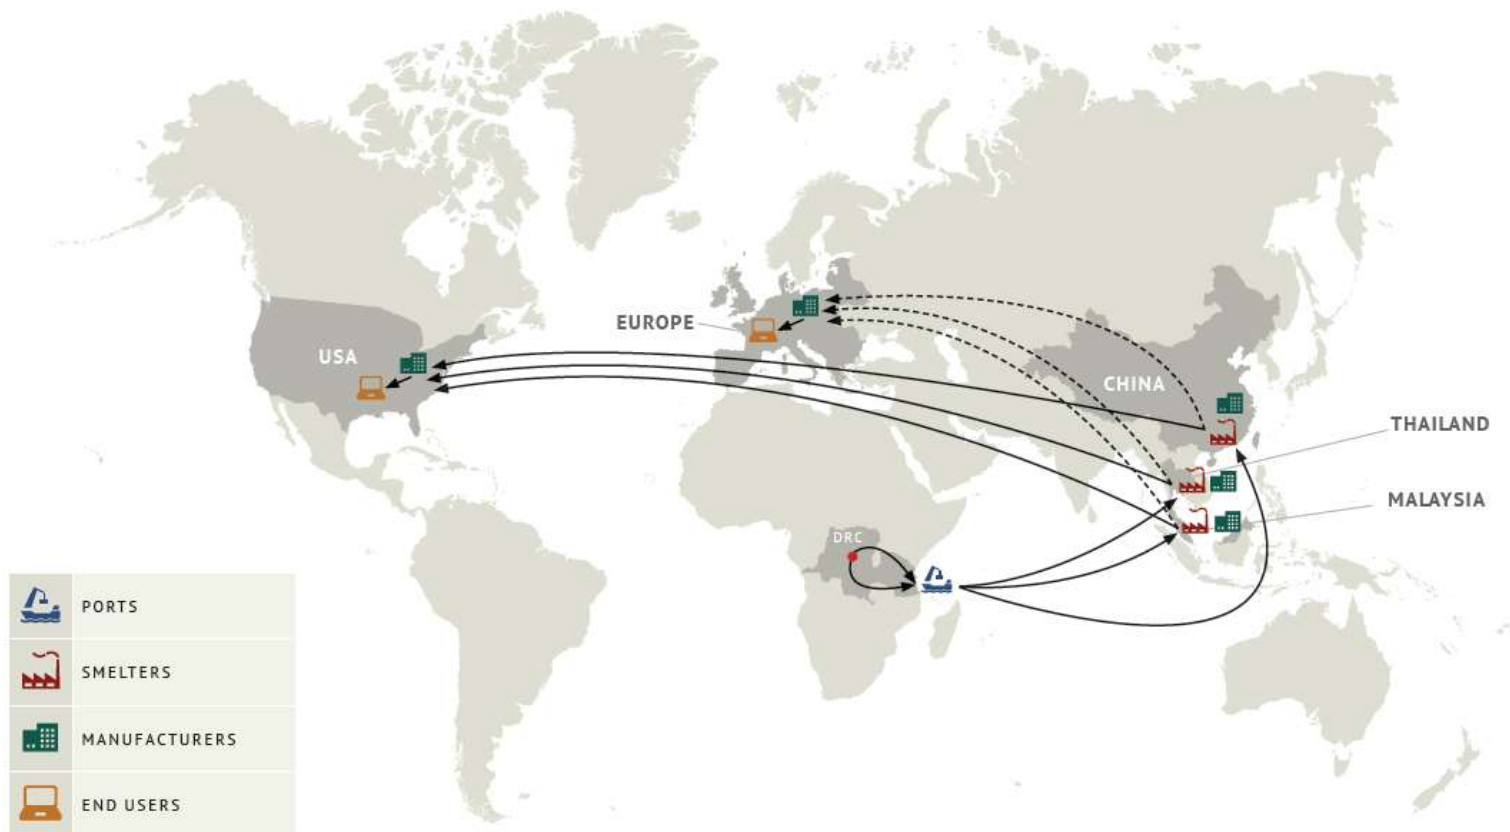 EUROPE
USA
CHINA
THAILAND
MALAYSIA
DRC
PORTS
SMELTERS
MANUFACTURERS
END USERS